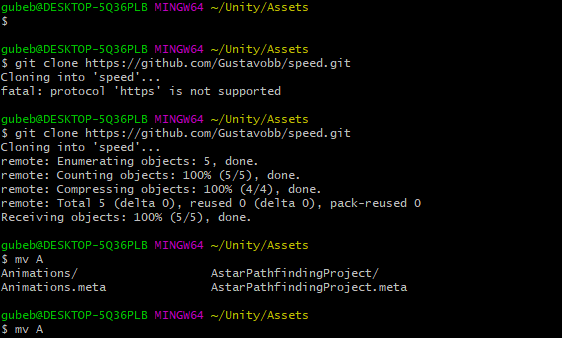 gubeb@DESKTOP-5Q36PLB MINGW64 ~/Unity/Assets
$
gubeb@DESKTOP-5Q36PLB MINGW64 ~/Unity/Assets
$ git clone https://github.com/Gustavobb/speed.git
Cloning into 'speed'...
fatal: protocol 'https' is not supported
gubeb@DESKTOP-5Q36PLB MINGW64 ~/Unity/Assets
$ git clone https://github.com/Gustavobb/speed.git
Cloning into 'speed'...
remote: Enumerating objects: 5, done.
remote: Counting objects: 100% (5/5), done.
remote: Compressing objects: 100% (4/4), done.
remote: Total 5 (delta 0), reused 0 (delta 0), pack-reused 0
Receiving objects: 100% (5/5), done.
gubeb@DESKTOP-5Q36PLB MINGW64 ~/Unity/Assets
$ mv A
Animations/ AstarPathfindingProject/
Animations.meta AstarPathfindingProject.meta
gubeb@DESKTOP-5Q36PLB MINGW64 ~/Unity/Assets
$ mv A